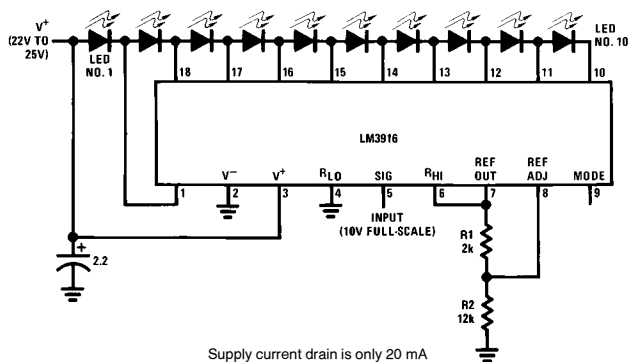 V+
(22V TO
25V)
LED
NO. 1
LED
NO. 10
18 17 16 15 14 13 12 11 10
LM3916
V− V+ RLO SIG RHI REF OUT REF ADJ MODE
1 2 3 4 5 6 7 8 9
INPUT
(10V FULL-SCALE)
+
2.2
R1
2k
R2
12k
Supply current drain is only 20 mA